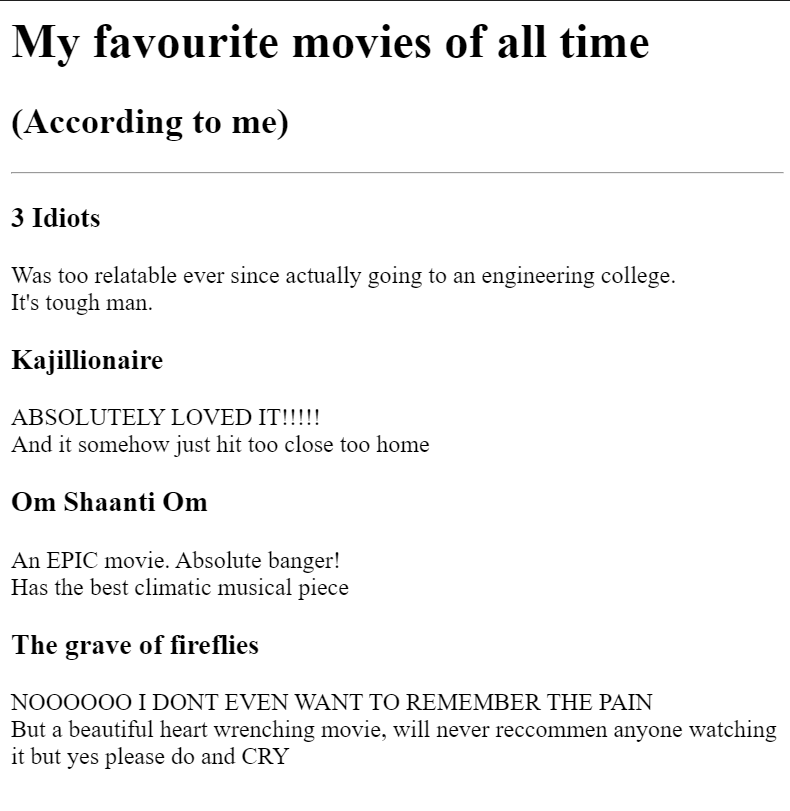 My favourite movies of all time
(According to me)
3 Idiots
Was too relatable ever since actually going to an engineering college.
It's tough man.
Kajillionaire
ABSOLUTELY LOVED IT!!!!!
And it somehow just hit too close too home
Om Shaanti Om
An EPIC movie. Absolute banger!
Has the best climatic musical piece
The grave of fireflies
NOOOOOO I DONT EVEN WANT TO REMEMBER THE PAIN
But a beautiful heart wrenching movie, will never reccommen anyone watching
it but yes please do and CRY